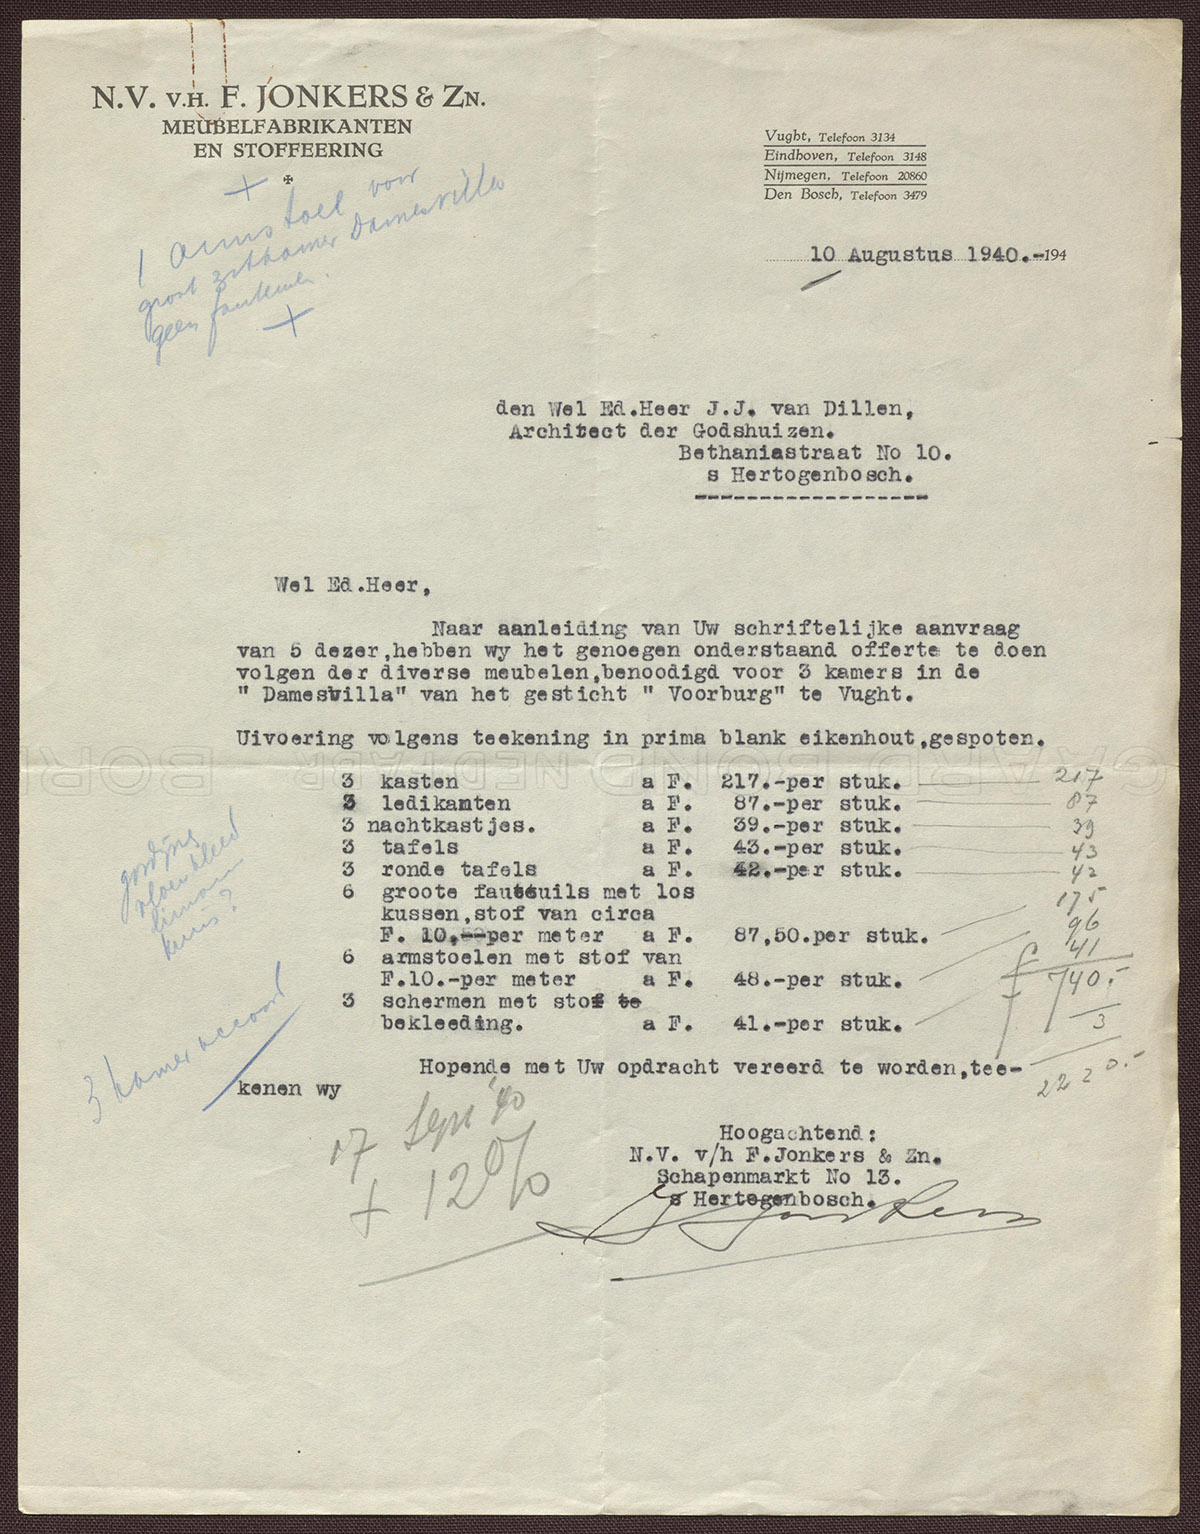 N.V. v.h. F. JONKERS & ZN.
MEUBELFABRIKANTEN
EN STOFFEERING
Vught, Telefoon 3134
Eindhoven, Telefoon 3148
Nijmegen, Telefoon 20860
Den Bosch, Telefoon 3479
1 armstoel voor
groot zitkamer Damesvilla
geen
10 Augustus 1940.-194
den Wel Ed.Heer J.J. van Dillen,
Architect der Godshuizen.
Bethaniastraat No 10.
s Hertogenbosch.
Wel Ed.Heer,
Naar aanleiding van Uw schriftelijke aanvraag
van 5 dezer,hebben wy het genoegen onderstaand offerte te doen
volgen der diverse meubelen,benoodigd voor 3 kamers in de
" Damesvilla" van het gesticht " Voorburg" te Vught.
Uivoering volgens teekening in prima blank eikenhout,gespoten.
3 kasten a F. 217.-per stuk. 217
3 ledikanten a F. 87.-per stuk. 87
3 nachtkastjes. a F. 39.-per stuk. 39
3 tafels a F. 43.-per stuk. 43
3 ronde tafels a F. 42.-per stuk. 42
6 groote fauteuils met los
kussen,stof van circa
F. 10,--per meter a F. 87,50.per stuk. 175
6 armstoelen met stof van
F.10.-per meter a F. 48.-per stuk. 96
3 schermen met stof te
bekleeding. a F. 41.-per stuk. 41
f 740.-
3
2220.-
gordijns
vloerkleed
3 kamer accoord
Hopende met Uw opdracht vereerd te worden,tee-
kenen wy
17 Sept '40
+ 12%
Hoogachtend:
N.V. v/h F.Jonkers & Zn.
Schapenmarkt No 13.
s Hertogenbosch.
Jonkers